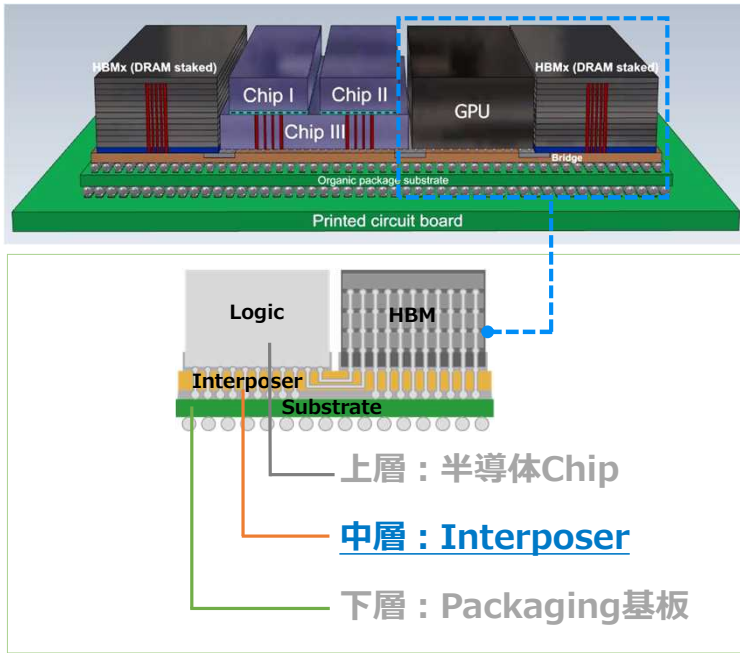 HBMx (DRAM staked)
Chip I
Chip II
Chip III
GPU
HBMx (DRAM staked)
Bridge
Organic package substrate
Printed circuit board
Logic
HBM
Interposer
Substrate
上層：半導体Chip
中層：Interposer
下層：Packaging基板